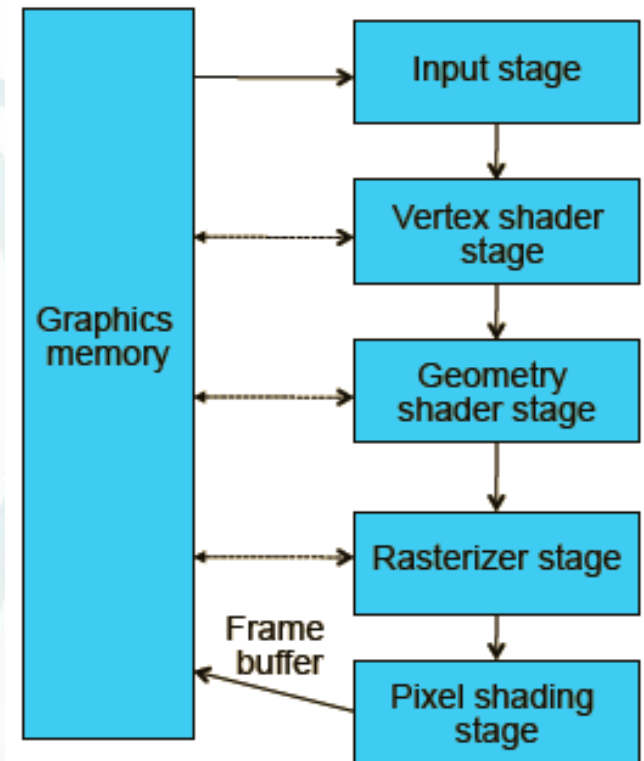 Graphics
memory
Input stage
Vertex shader
stage
Geometry
shader stage
Rasterizer stage
Frame
buffer
Pixel shading
stage